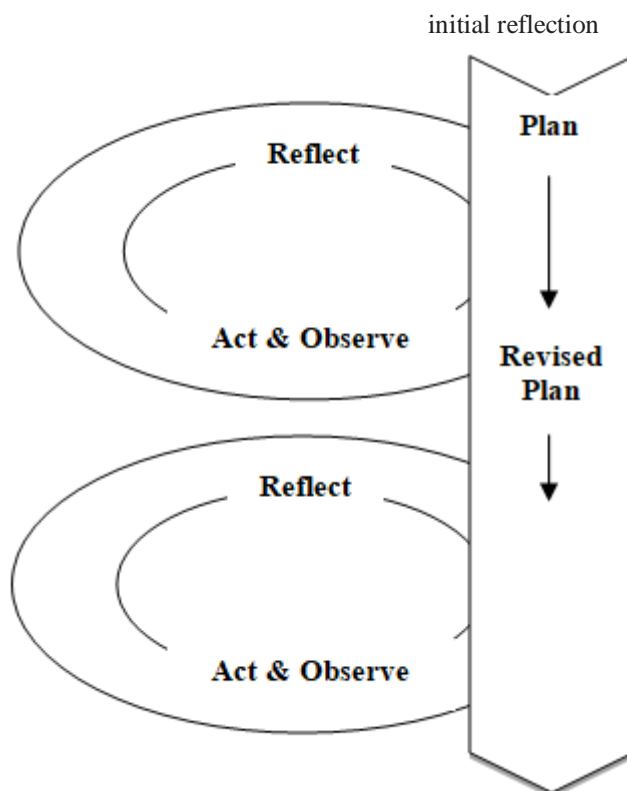 initial reflection
Plan
Reflect
Act & Observe
Revised
Plan
Reflect
Act & Observe